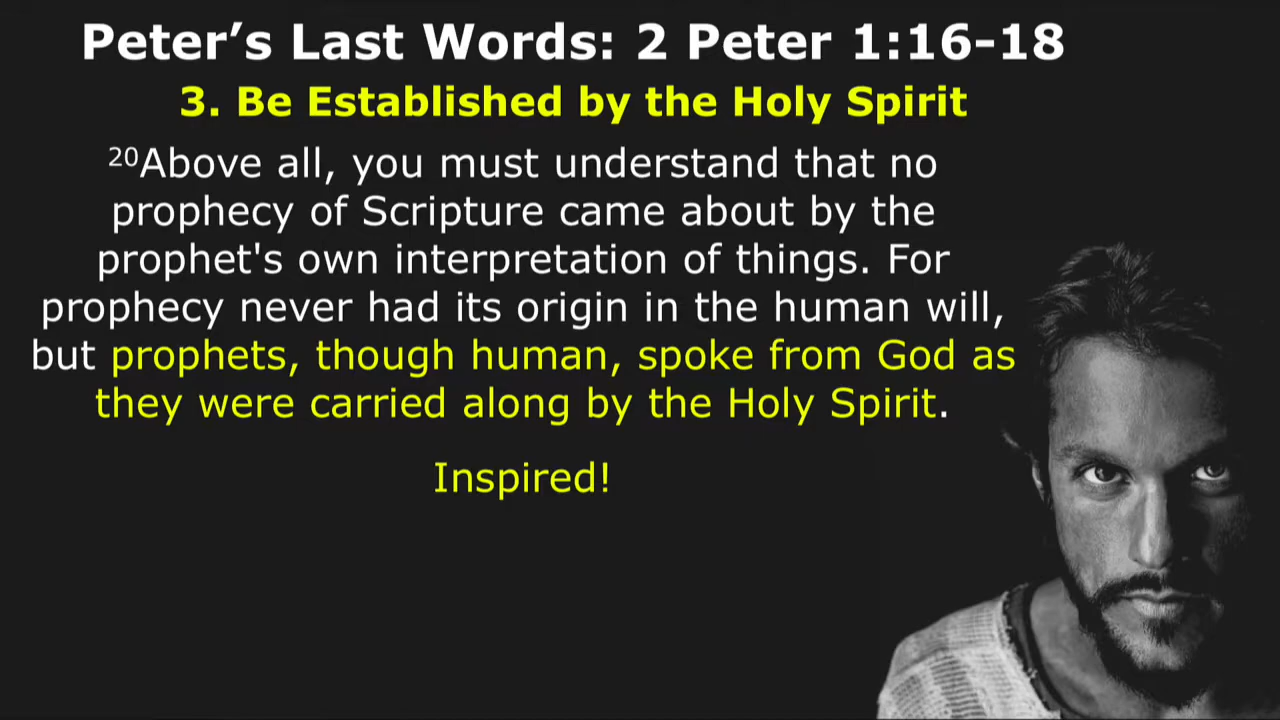 Peter’s Last Words: 2 Peter 1:16-18
3. Be Established by the Holy Spirit
20Above all, you must understand that no
prophecy of Scripture came about by the
prophet's own interpretation of things. For
prophecy never had its origin in the human will,
but prophets, though human, spoke from God as
they were carried along by the Holy Spirit.
Inspired!